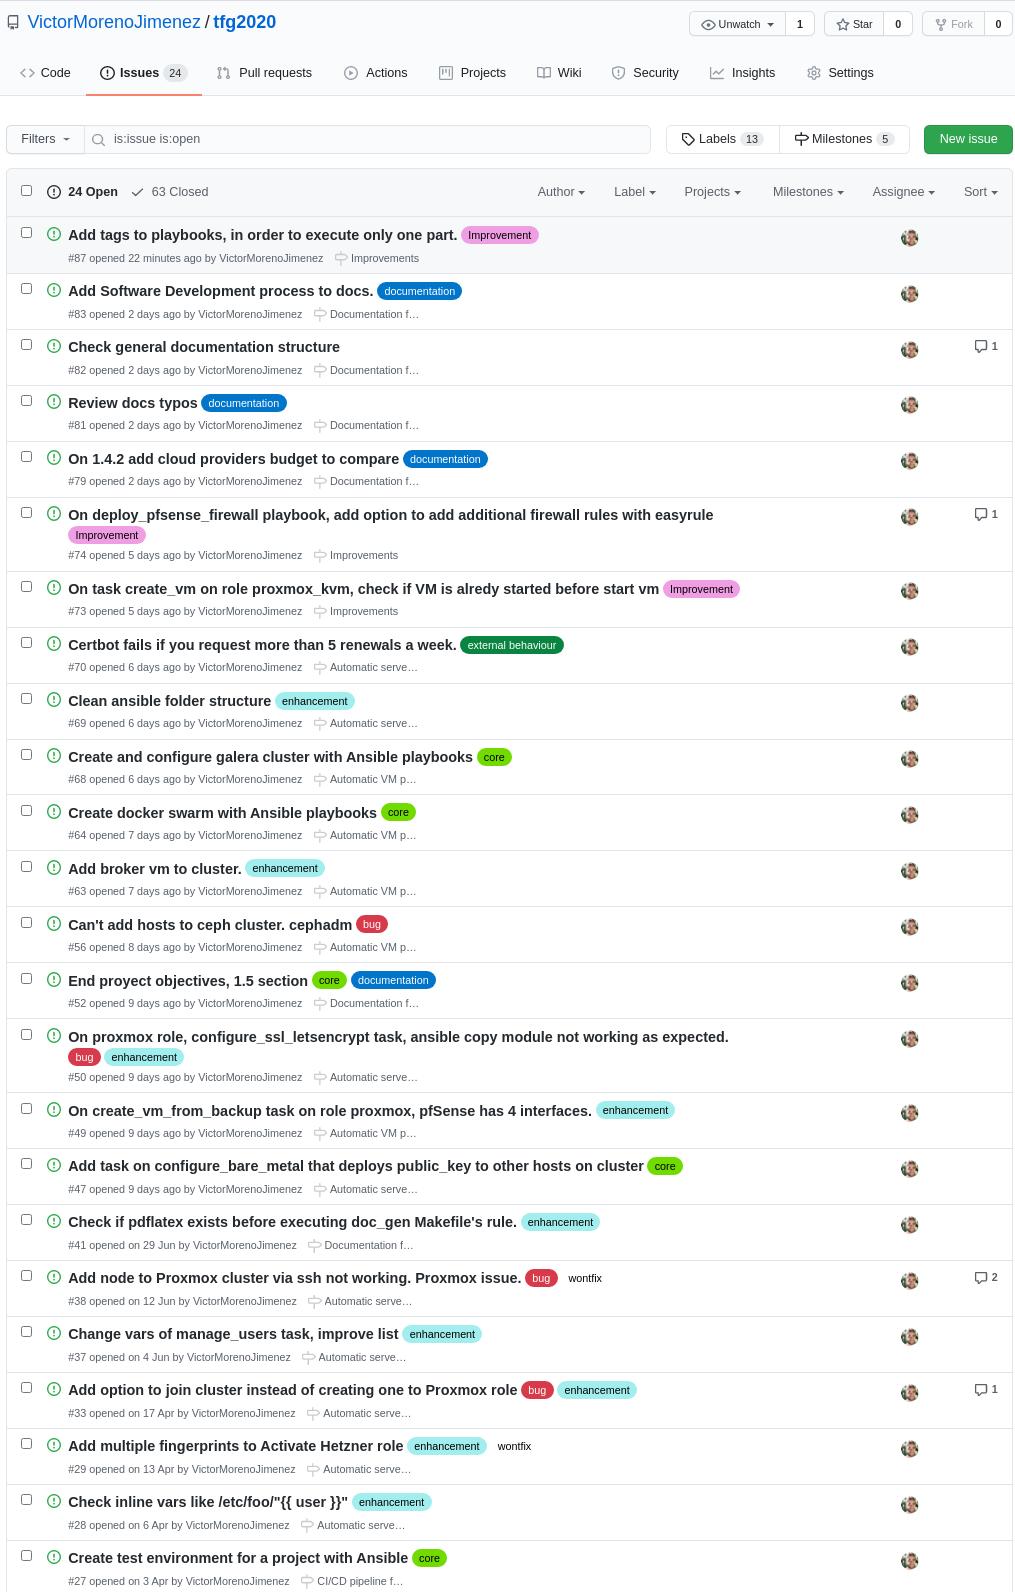 VictorMorenoJimenez / tfg2020
Unwatch 1 Star 0 Fork 0
Code Issues 24 Pull requests Actions Projects Wiki Security Insights Settings
Filters is:issue is:open Labels 13 Milestones 5 New issue
24 Open 63 Closed Author Label Projects Milestones Assignee Sort
Add tags to playbooks, in order to execute only one part. Improvement
#87 opened 22 minutes ago by VictorMorenoJimenez Improvements
Add Software Development process to docs. documentation
#83 opened 2 days ago by VictorMorenoJimenez Documentation f…
Check general documentation structure 1
#82 opened 2 days ago by VictorMorenoJimenez Documentation f…
Review docs typos documentation
#81 opened 2 days ago by VictorMorenoJimenez Documentation f…
On 1.4.2 add cloud providers budget to compare documentation
#79 opened 2 days ago by VictorMorenoJimenez Documentation f…
On deploy_pfsense_firewall playbook, add option to add additional firewall rules with easyrule 1
Improvement
#74 opened 5 days ago by VictorMorenoJimenez Improvements
On task create_vm on role proxmox_kvm, check if VM is alredy started before start vm Improvement
#73 opened 5 days ago by VictorMorenoJimenez Improvements
Certbot fails if you request more than 5 renewals a week. external behaviour
#70 opened 6 days ago by VictorMorenoJimenez Automatic serve…
Clean ansible folder structure enhancement
#69 opened 6 days ago by VictorMorenoJimenez Automatic serve…
Create and configure galera cluster with Ansible playbooks core
#68 opened 6 days ago by VictorMorenoJimenez Automatic VM p…
Create docker swarm with Ansible playbooks core
#64 opened 7 days ago by VictorMorenoJimenez Automatic VM p…
Add broker vm to cluster. enhancement
#63 opened 7 days ago by VictorMorenoJimenez Automatic VM p…
Can't add hosts to ceph cluster. cephadm bug
#56 opened 8 days ago by VictorMorenoJimenez Automatic VM p…
End proyect objectives, 1.5 section core documentation
#52 opened 9 days ago by VictorMorenoJimenez Documentation f…
On proxmox role, configure_ssl_letsencrypt task, ansible copy module not working as expected.
bug enhancement
#50 opened 9 days ago by VictorMorenoJimenez Automatic serve…
On create_vm_from_backup task on role proxmox, pfSense has 4 interfaces. enhancement
#49 opened 9 days ago by VictorMorenoJimenez Automatic VM p…
Add task on configure_bare_metal that deploys public_key to other hosts on cluster core
#47 opened 9 days ago by VictorMorenoJimenez Automatic serve…
Check if pdflatex exists before executing doc_gen Makefile's rule. enhancement
#41 opened on 29 Jun by VictorMorenoJimenez Documentation f…
Add node to Proxmox cluster via ssh not working. Proxmox issue. bug wontfix 2
#38 opened on 12 Jun by VictorMorenoJimenez Automatic serve…
Change vars of manage_users task, improve list enhancement
#37 opened on 4 Jun by VictorMorenoJimenez Automatic serve…
Add option to join cluster instead of creating one to Proxmox role bug enhancement 1
#33 opened on 17 Apr by VictorMorenoJimenez Automatic serve…
Add multiple fingerprints to Activate Hetzner role enhancement wontfix
#29 opened on 13 Apr by VictorMorenoJimenez Automatic serve…
Check inline vars like /etc/foo/"{{ user }}" enhancement
#28 opened on 6 Apr by VictorMorenoJimenez Automatic serve…
Create test environment for a project with Ansible core
#27 opened on 3 Apr by VictorMorenoJimenez CI/CD pipeline f…